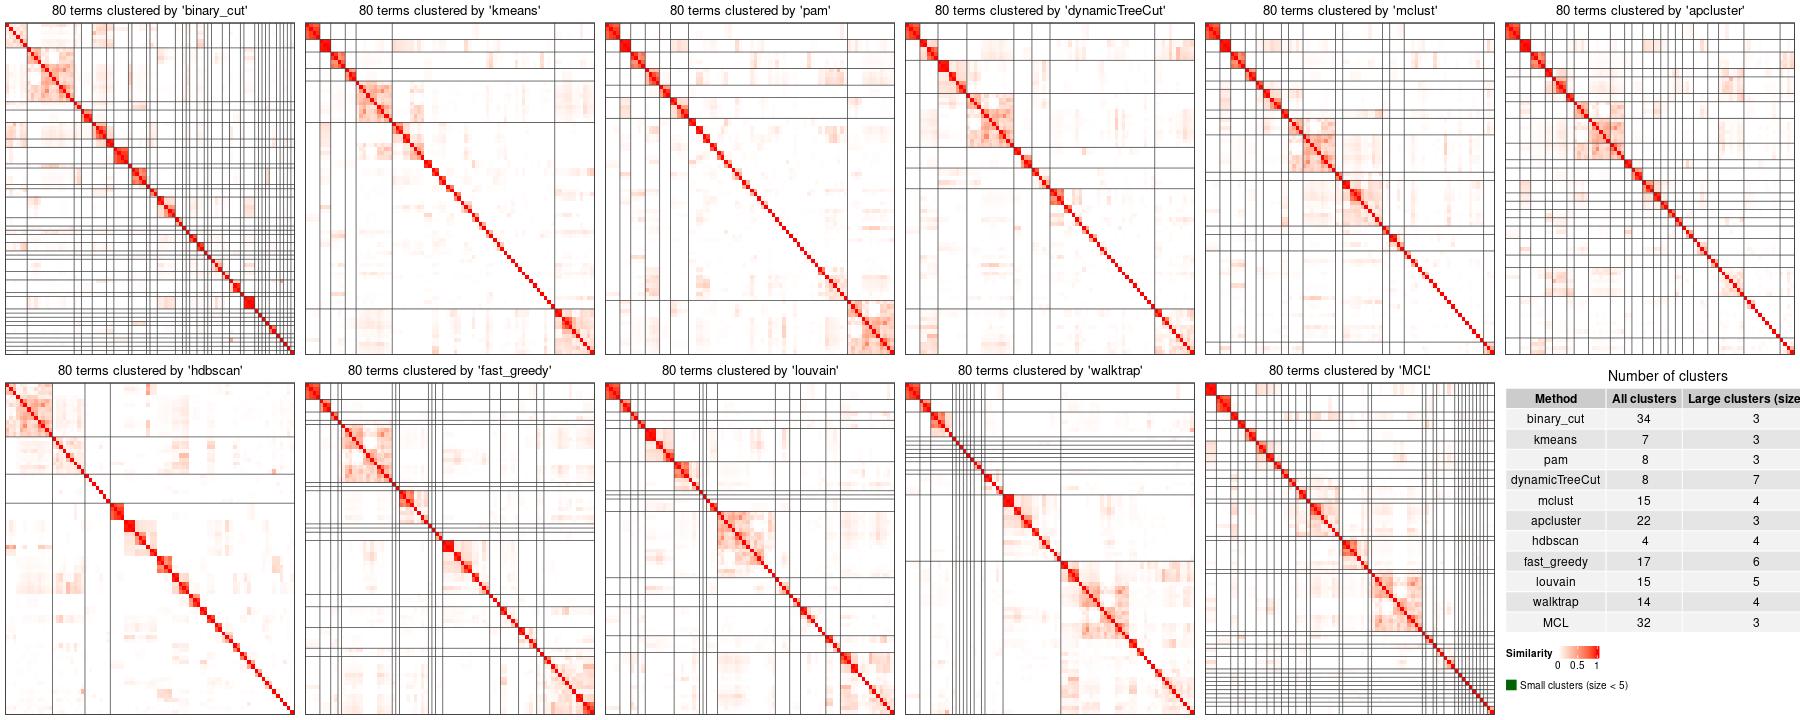 80 terms clustered by 'binary_cut'
80 terms clustered by 'kmeans'
80 terms clustered by 'pam'
80 terms clustered by 'dynamicTreeCut'
80 terms clustered by 'mclust'
80 terms clustered by 'apcluster'
80 terms clustered by 'hdbscan'
80 terms clustered by 'fast_greedy'
80 terms clustered by 'louvain'
80 terms clustered by 'walktrap'
80 terms clustered by 'MCL'
Number of clusters
Method All clusters Large clusters (size
binary_cut 34 3
kmeans 7 3
pam 8 3
dynamicTreeCut 8 7
mclust 15 4
apcluster 22 3
hdbscan 4 4
fast_greedy 17 6
louvain 15 5
walktrap 14 4
MCL 32 3
Similarity
0 0.5 1
Small clusters (size < 5)